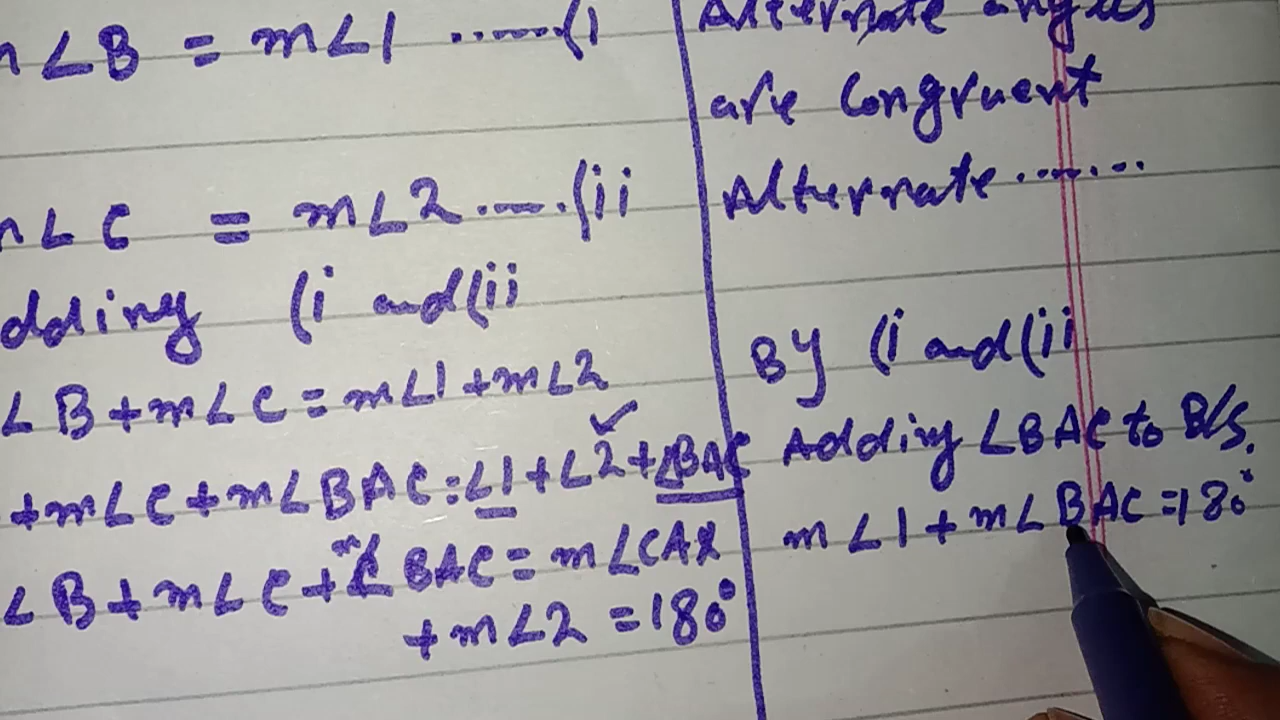 ∠B = m∠1 ......(i
m∠C = m∠2 ......(ii
dding (i and (ii
∠B + m∠C = m∠1 + m∠2
+ m∠C + m∠BAC = ∠1 + ∠2 + ∠BAC
∠B + m∠C + m∠BAC = m∠CAX
+ m∠2 = 180°
Alternate angles
are Congruent
Alternate.......
By (i and (ii
Adding ∠BAC to B/s.
m∠1 + m∠BAC = 180°